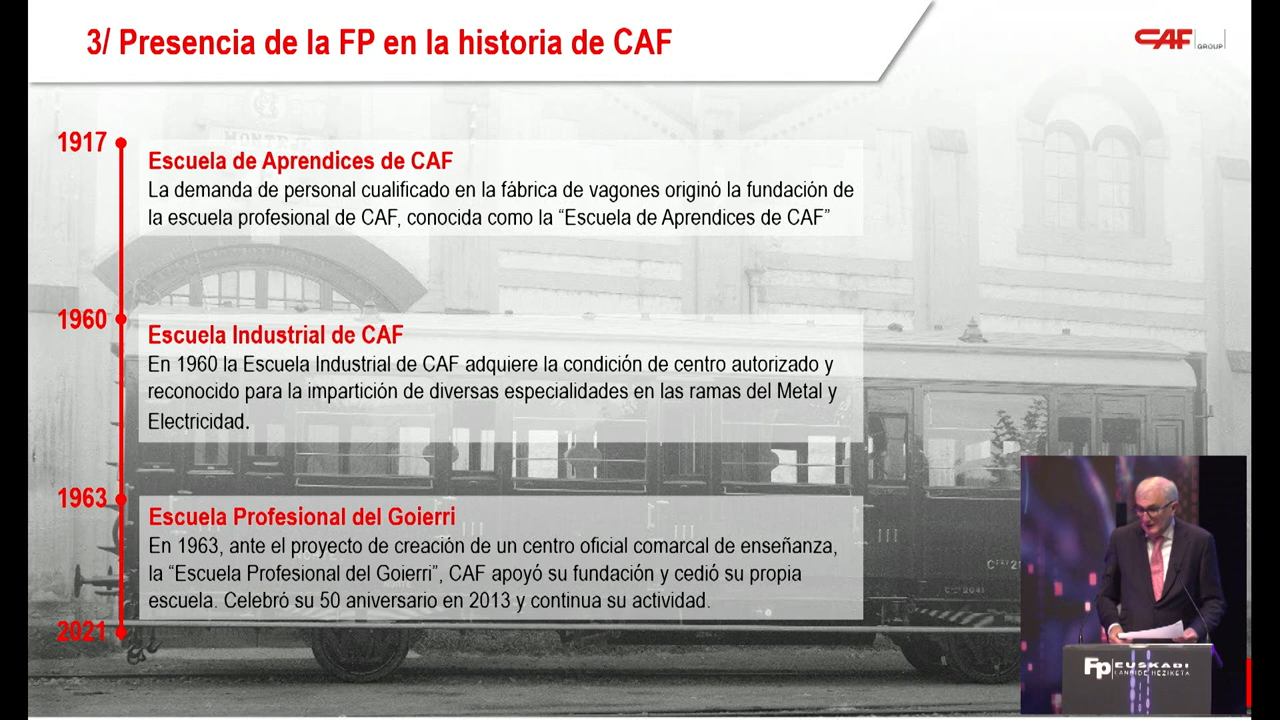 3/ Presencia de la FP en la historia de CAF
CAF GROUP
1917
Escuela de Aprendices de CAF
La demanda de personal cualificado en la fábrica de vagones originó la fundación de
la escuela profesional de CAF, conocida como la “Escuela de Aprendices de CAF”
1960
Escuela Industrial de CAF
En 1960 la Escuela Industrial de CAF adquiere la condición de centro autorizado y
reconocido para la impartición de diversas especialidades en las ramas del Metal y
Electricidad.
1963
Escuela Profesional del Goierri
En 1963, ante el proyecto de creación de un centro oficial comarcal de enseñanza,
la “Escuela Profesional del Goierri”, CAF apoyó su fundación y cedió su propia
escuela. Celebró su 50 aniversario en 2013 y continua su actividad.
2021
III
III
III
Fp EUSKADI
LANBIDE HEZIKETA